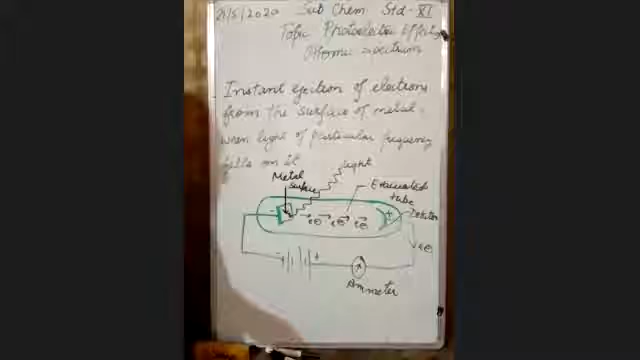 21/5/2020 Sub Chem Std-XI
Topic Photoelectric Effect,
Atomic spectrum
Instant ejection of electrons
from the surface of metal.
when light of particular frequency
falls on it
light
Metal
surface
Evacuated
tube
- e⊖ → e⊖ → e⊖ +
Detector
e⊖
- +
Ammeter